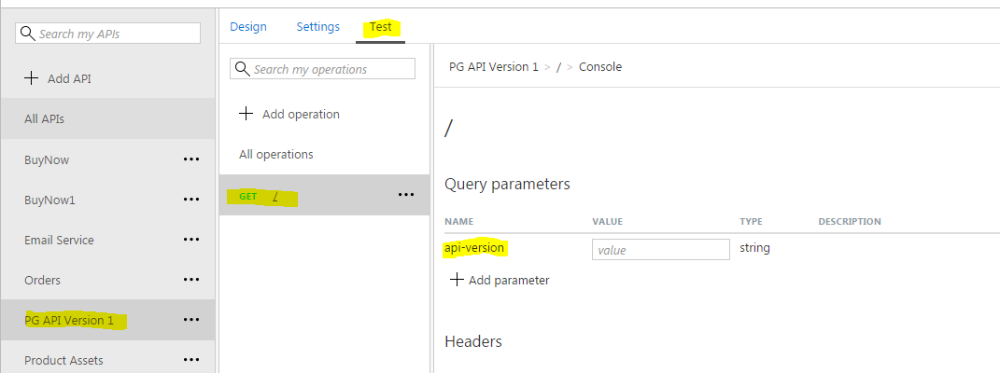 Search my APIs
Add API
All APIs
BuyNow
BuyNow1
Email Service
Orders
PG API Version 1
Product Assets
Design Settings Test
Search my operations
Add operation
All operations
GET /
PG API Version 1 > / > Console
/
Query parameters
NAME VALUE TYPE DESCRIPTION
api-version value string
Add parameter
Headers